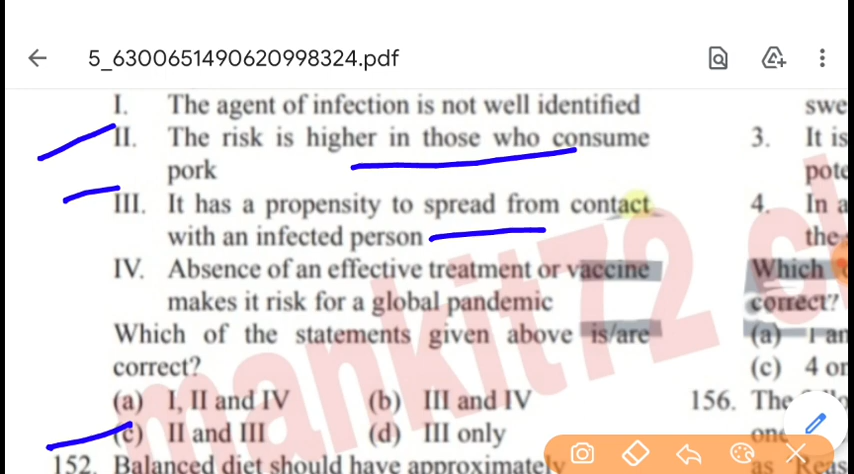 5_6300651490620998324.pdf
I. The agent of infection is not well identified
II. The risk is higher in those who consume
pork
III. It has a propensity to spread from contact
with an infected person
IV. Absence of an effective treatment or vaccine
makes it risk for a global pandemic
Which of the statements given above is/are
correct?
(a) I, II and IV (b) III and IV
(c) II and III (d) III only
152. Balanced diet should have approximately
3. It is
4. In a
the
Which
correct?
(a) I an
(c) 4 or
156. The
mankit72